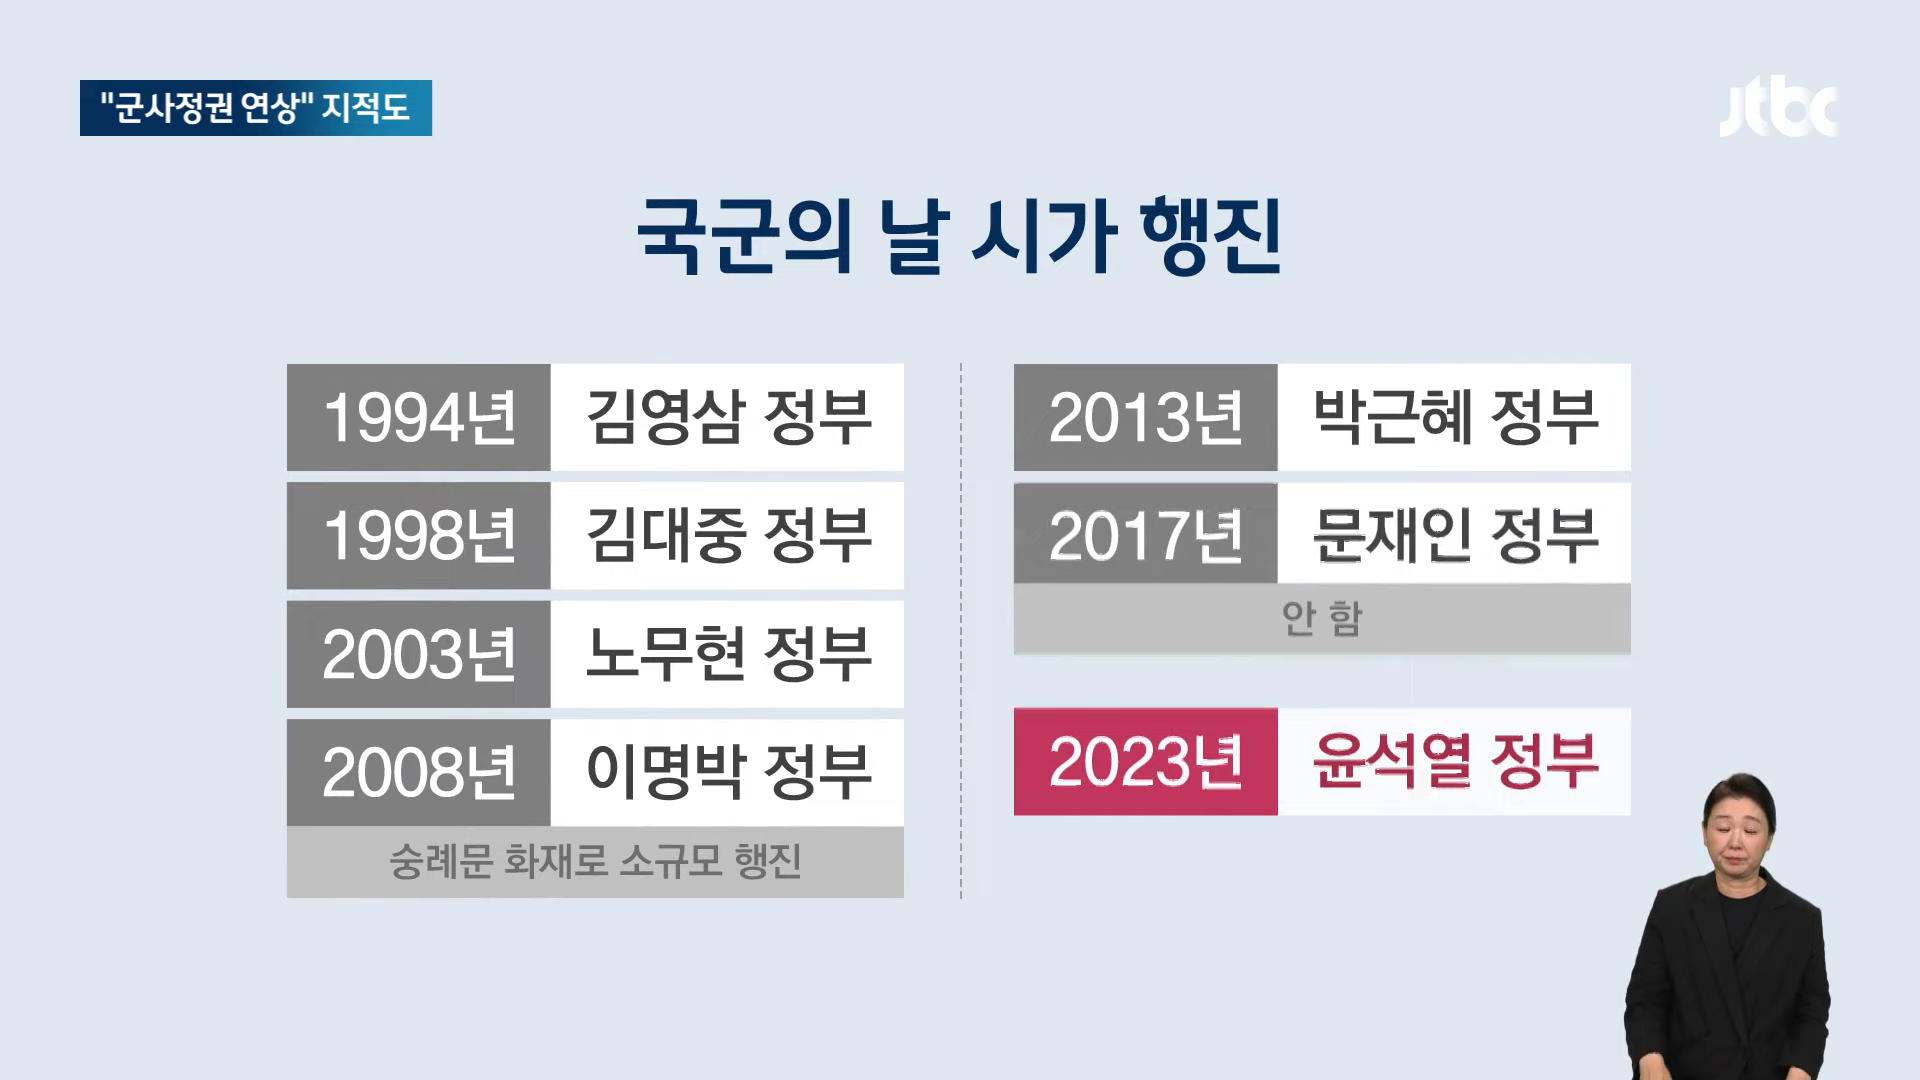 "군사정권 연상" 지적도
jtbc
국군의 날 시가 행진
1994년 김영삼 정부
1998년 김대중 정부
2003년 노무현 정부
2008년 이명박 정부
숭례문 화재로 소규모 행진
2013년 박근혜 정부
2017년 문재인 정부
안 함
2023년 윤석열 정부